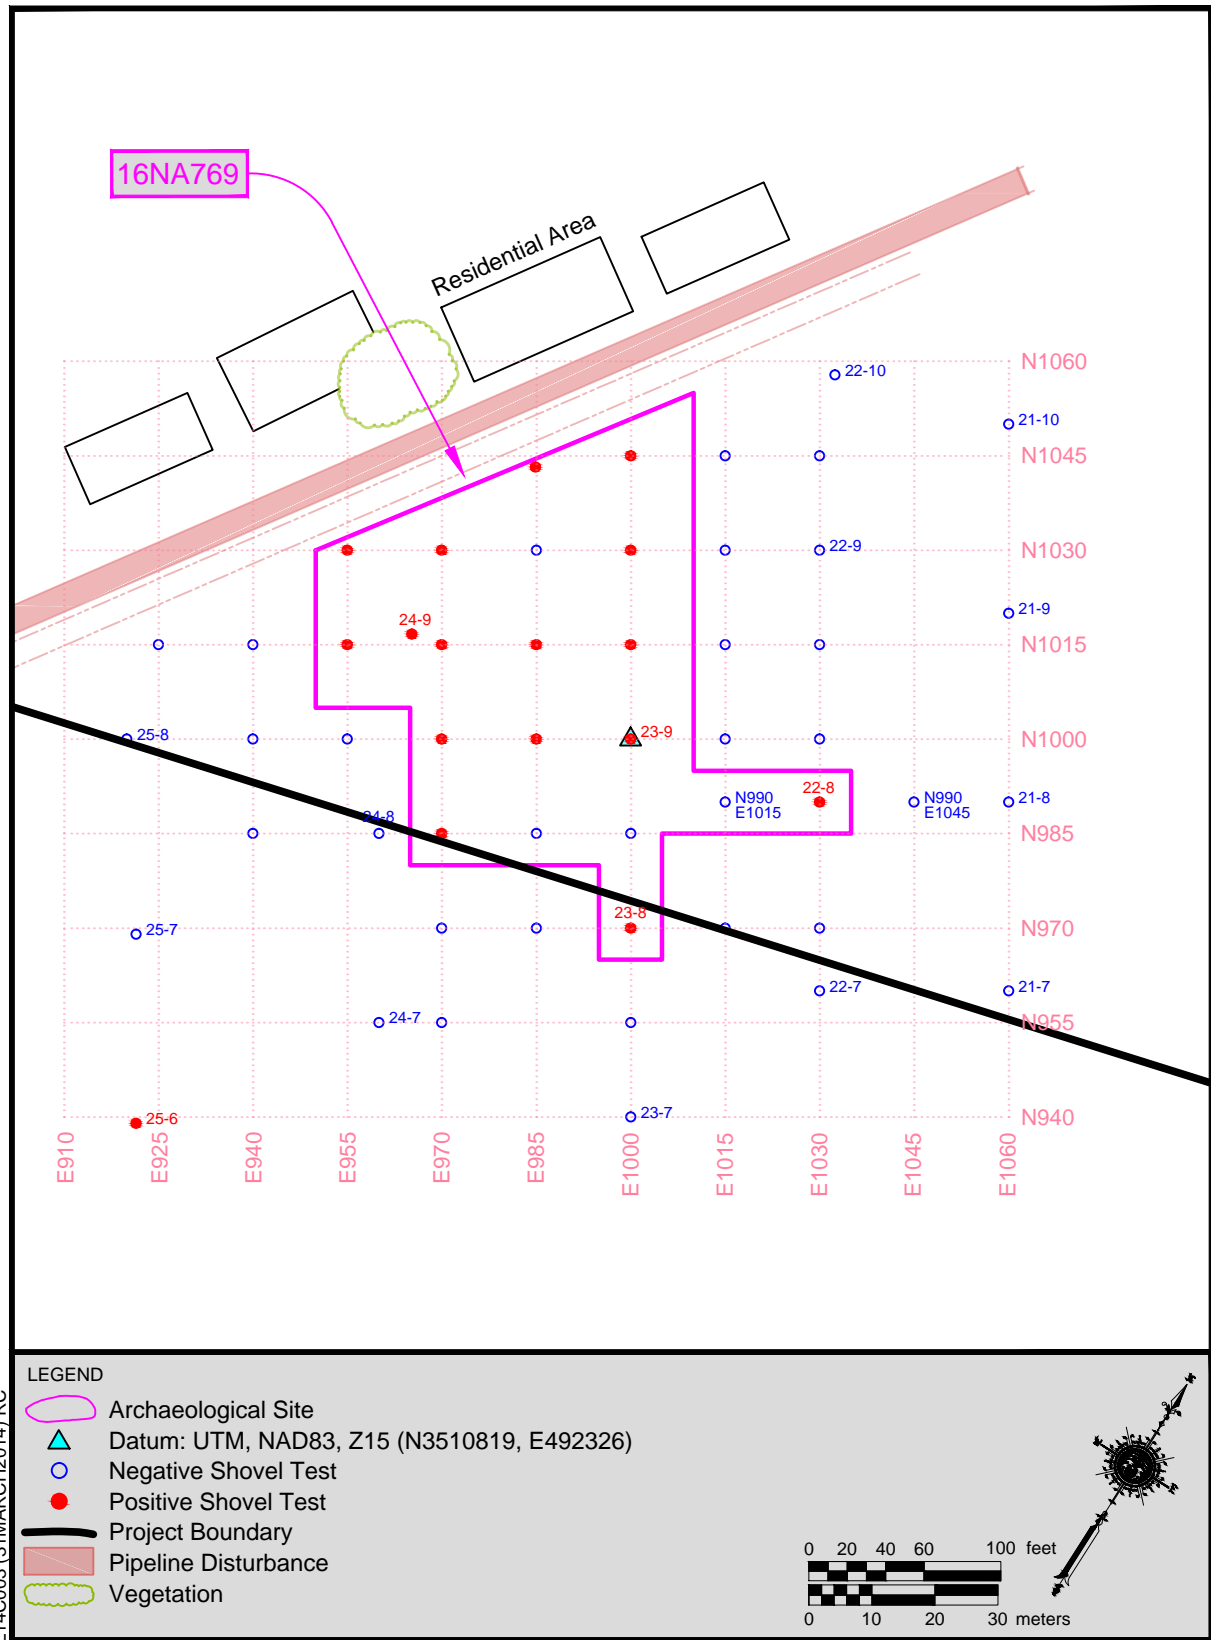 16NA769
Residential Area
N1060
22-10
21-10
N1045
N1030
22-9
21-9
24-9
N1015
25-8
23-9
N1000
N990
E1015
22-8
N990
E1045
21-8
24-8
N985
25-7
23-8
N970
22-7
21-7
24-7
N955
25-6
23-7
N940
E910
E925
E940
E955
E970
E985
E1000
E1015
E1030
E1045
E1060
LEGEND
Archaeological Site
Datum: UTM, NAD83, Z15 (N3510819, E492326)
Negative Shovel Test
Positive Shovel Test
Project Boundary
Pipeline Disturbance
Vegetation
0 20 40 60 100 feet
0 10 20 30 meters